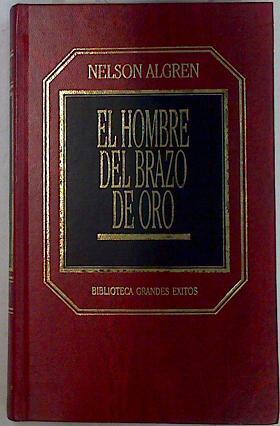 NELSON ALGREN
EL HOMBRE
DEL BRAZO
DE ORO
BIBLIOTECA GRANDES EXITOS